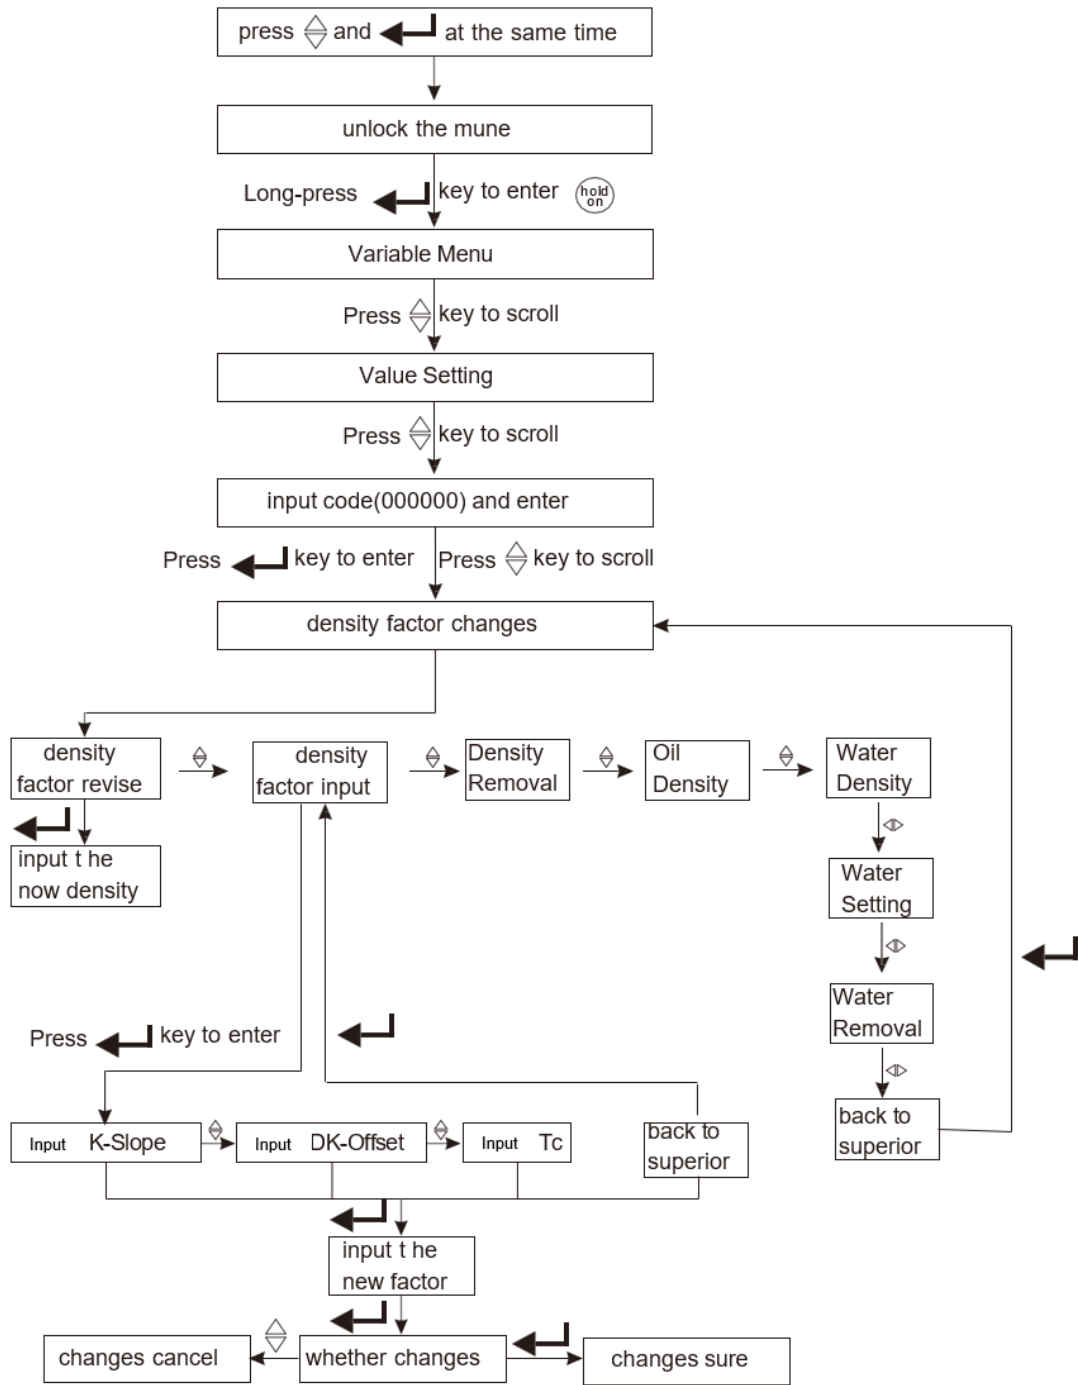 press and at the same time
unlock the mune
Long-press key to enter hold
on
Variable Menu
Press key to scroll
Value Setting
Press key to scroll
input code(000000) and enter
Press key to enter Press key to scroll
density factor changes
density
factor revise
density
factor input
Density
Removal
Oil
Density
Water
Density
input t he
now density
Water
Setting
Water
Removal
Press key to enter
back to
superior
Input K-Slope
Input DK-Offset
Input Tc
back to
superior
input t he
new factor
changes cancel
whether changes
changes sure